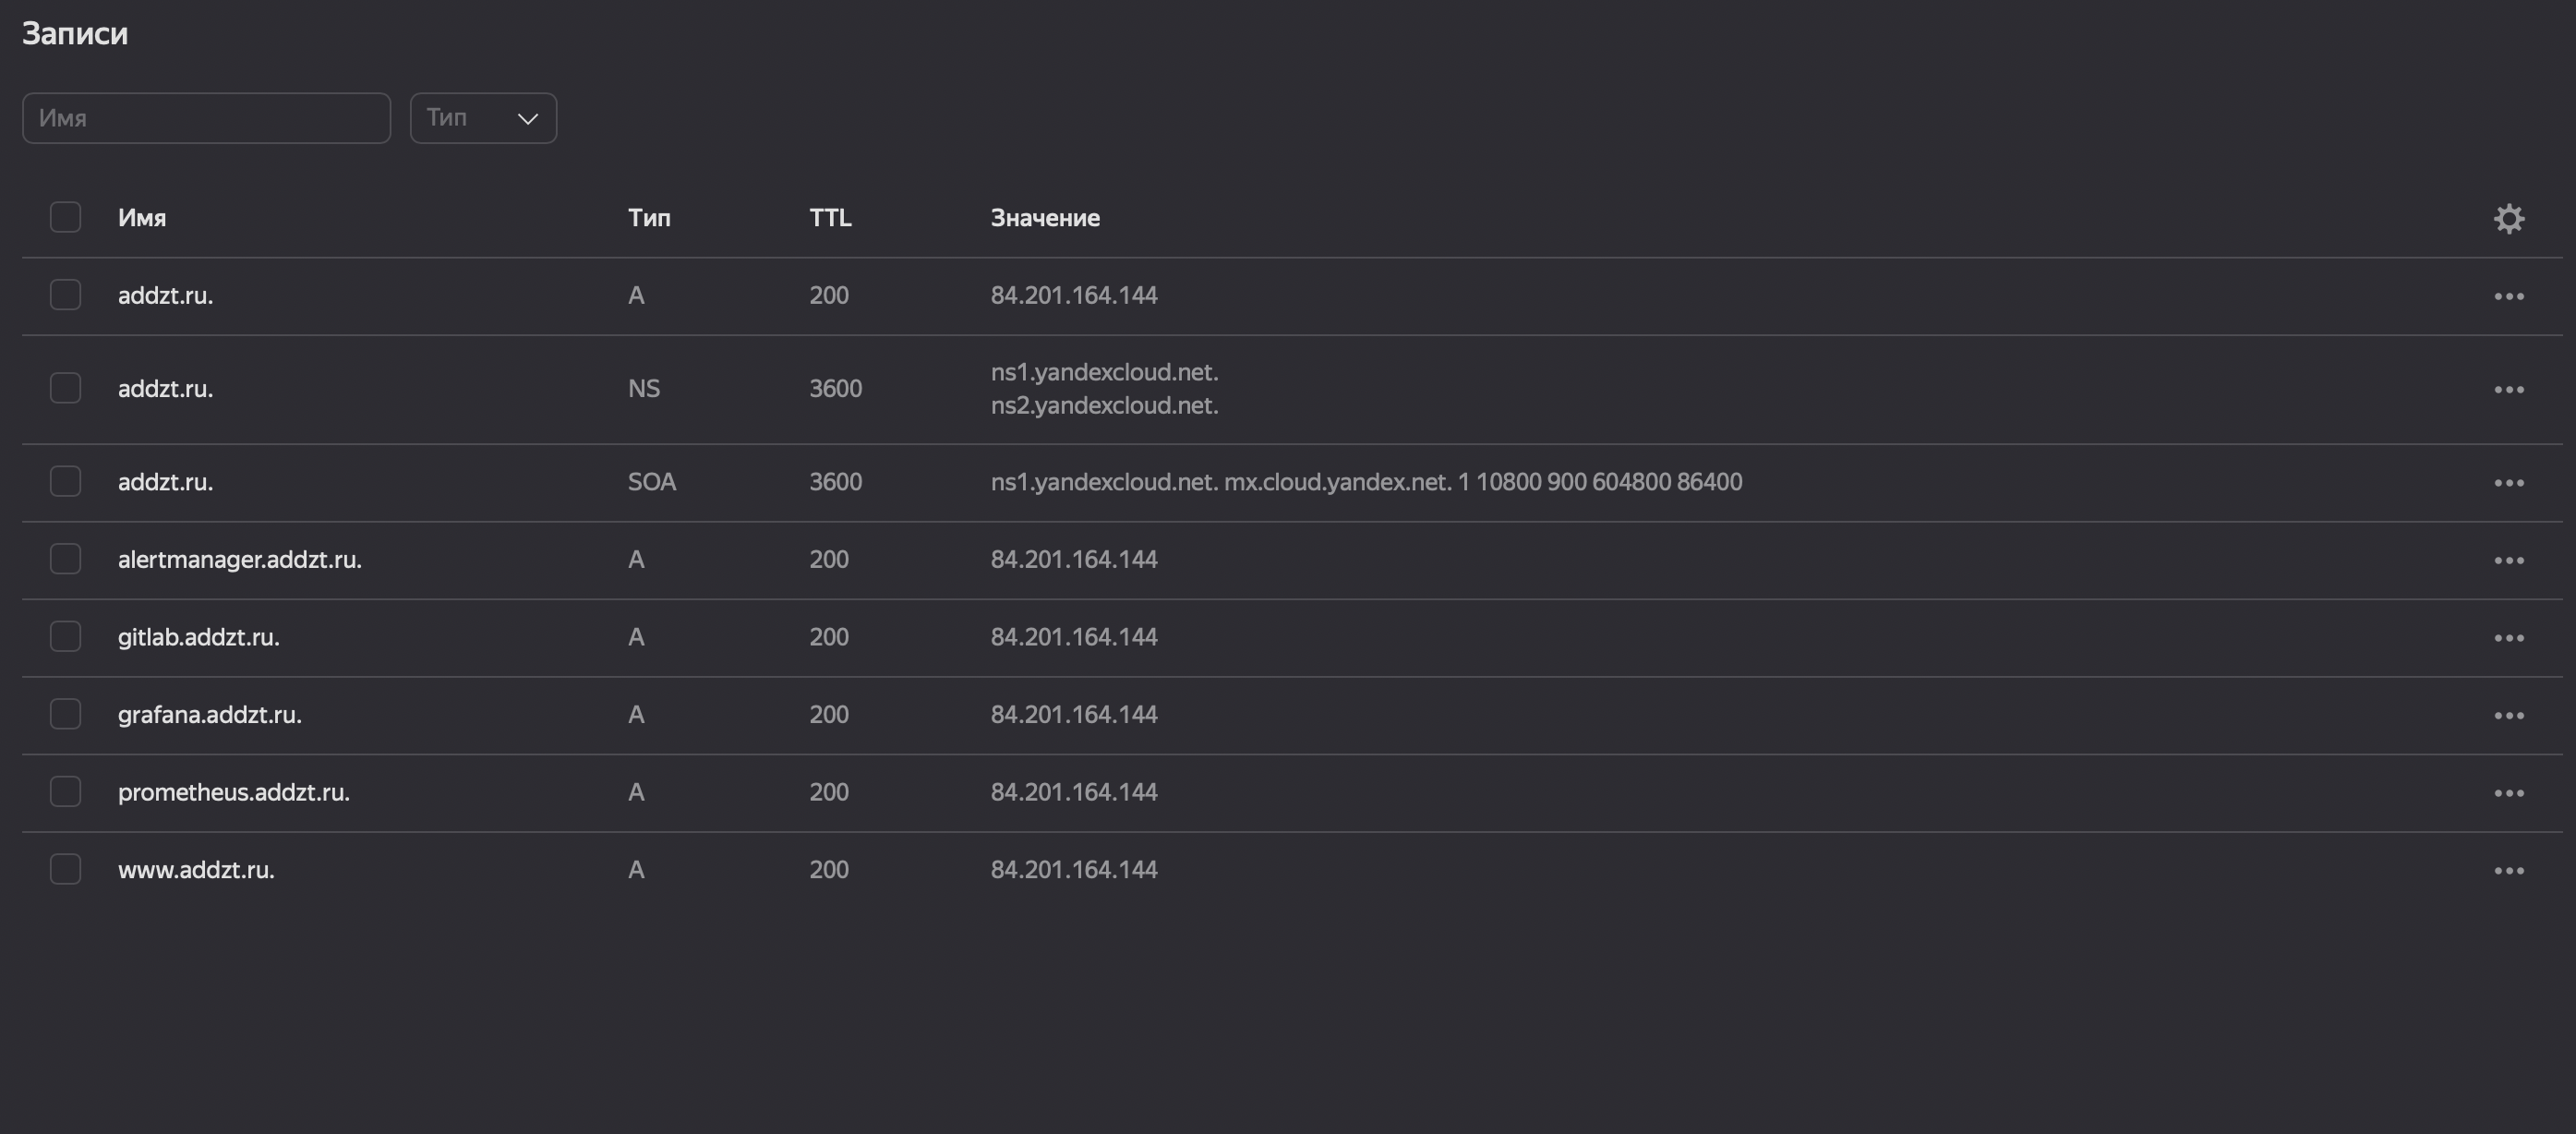 Записи
Имя Тип
Имя Тип TTL Значение
addzt.ru. A 200 84.201.164.144
addzt.ru. NS 3600 ns1.yandexcloud.net.
ns2.yandexcloud.net.
addzt.ru. SOA 3600 ns1.yandexcloud.net. mx.cloud.yandex.net. 1 10800 900 604800 86400
alertmanager.addzt.ru. A 200 84.201.164.144
gitlab.addzt.ru. A 200 84.201.164.144
grafana.addzt.ru. A 200 84.201.164.144
prometheus.addzt.ru. A 200 84.201.164.144
www.addzt.ru. A 200 84.201.164.144